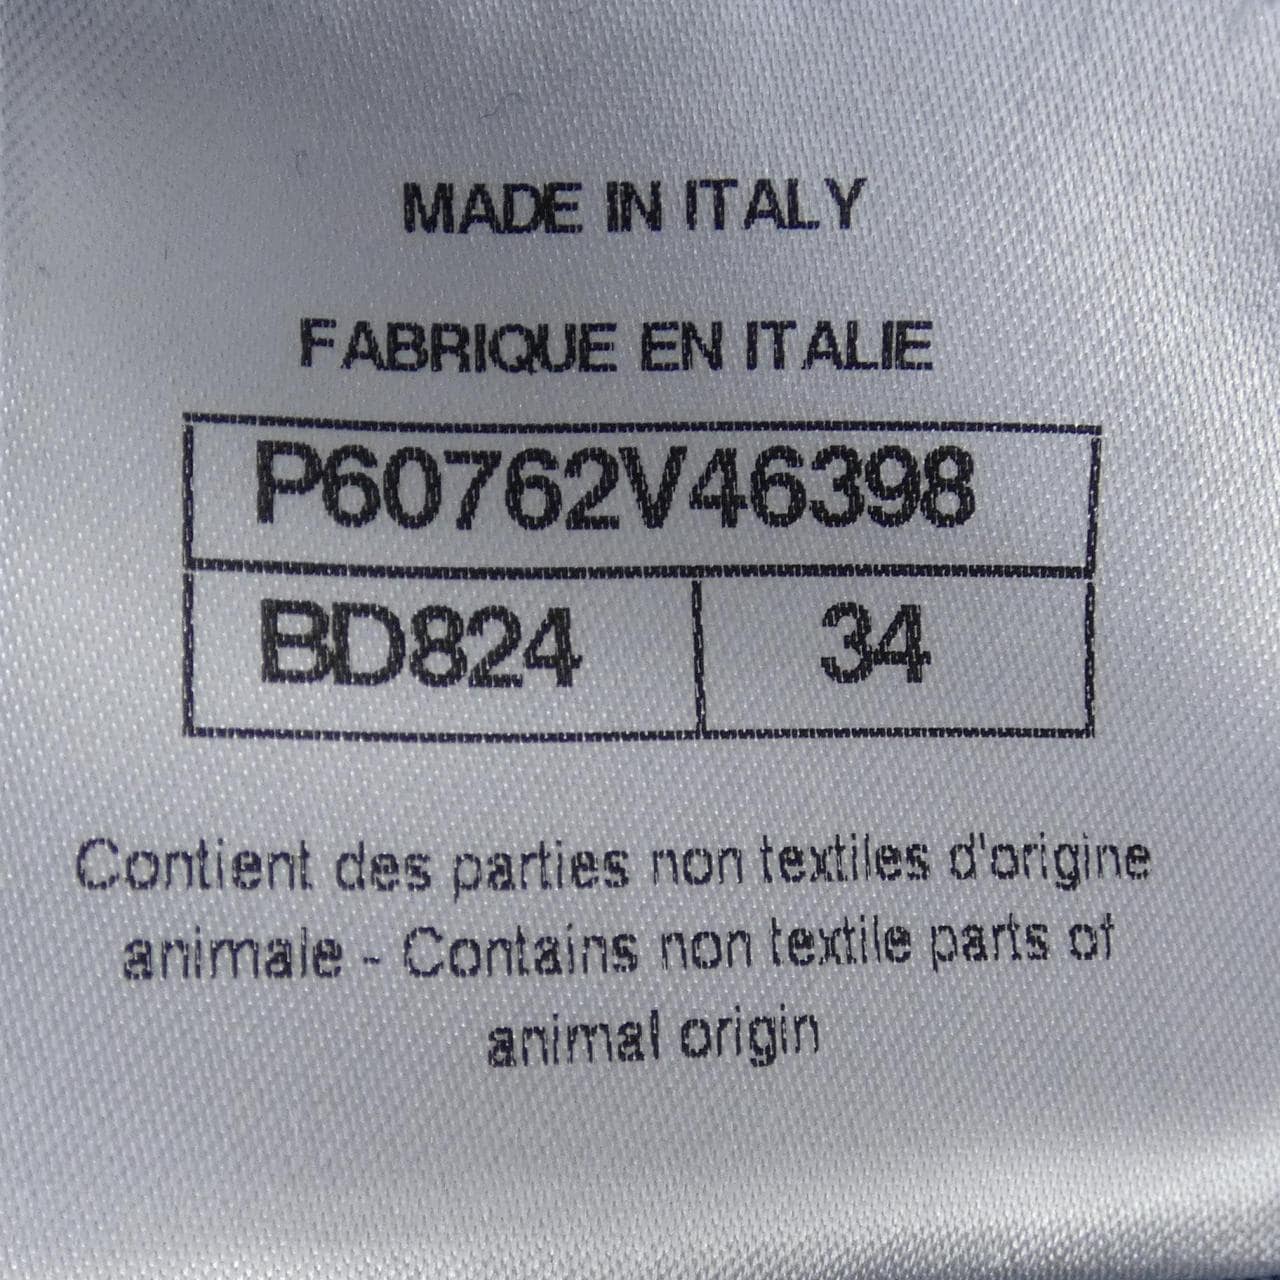 MADE IN ITALY
FABRIQUE EN ITALIE
P60762V46398
BD824 34
Contient des parties non textiles d'origine
animale - Contains non textile parts of
animal origin